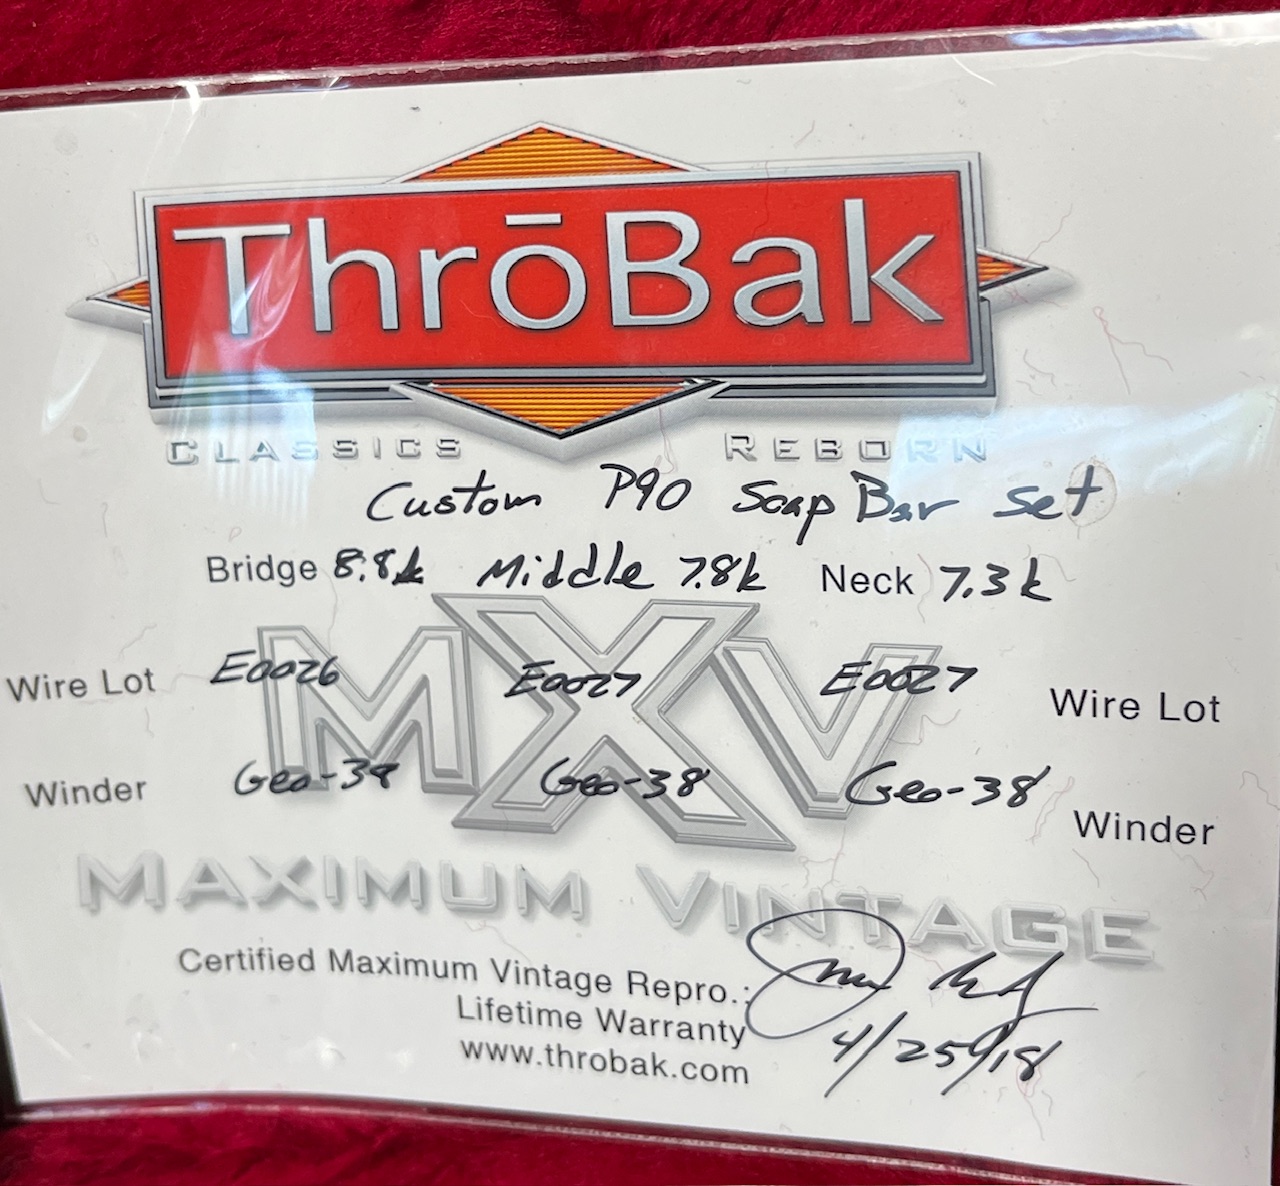 ThrōBak
CLASSICS REBORN
Custom P90 Soap Bar Set
Bridge 8.8k Middle 7.8k Neck 7.3k
MXV
Wire Lot E0026 E0027 E0027 Wire Lot
Winder Geo-38 Geo-38 Geo-38 Winder
MAXIMUM VINTAGE
Certified Maximum Vintage Repro.:
Lifetime Warranty
www.throbak.com
4/25/18